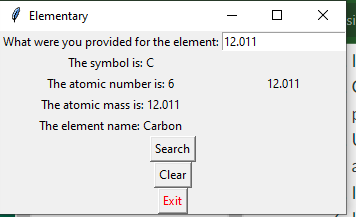 Elementary
What were you provided for the element: 12.011
The symbol is: C
The atomic number is: 6 12.011
The atomic mass is: 12.011
The element name: Carbon
Search
Clear
Exit